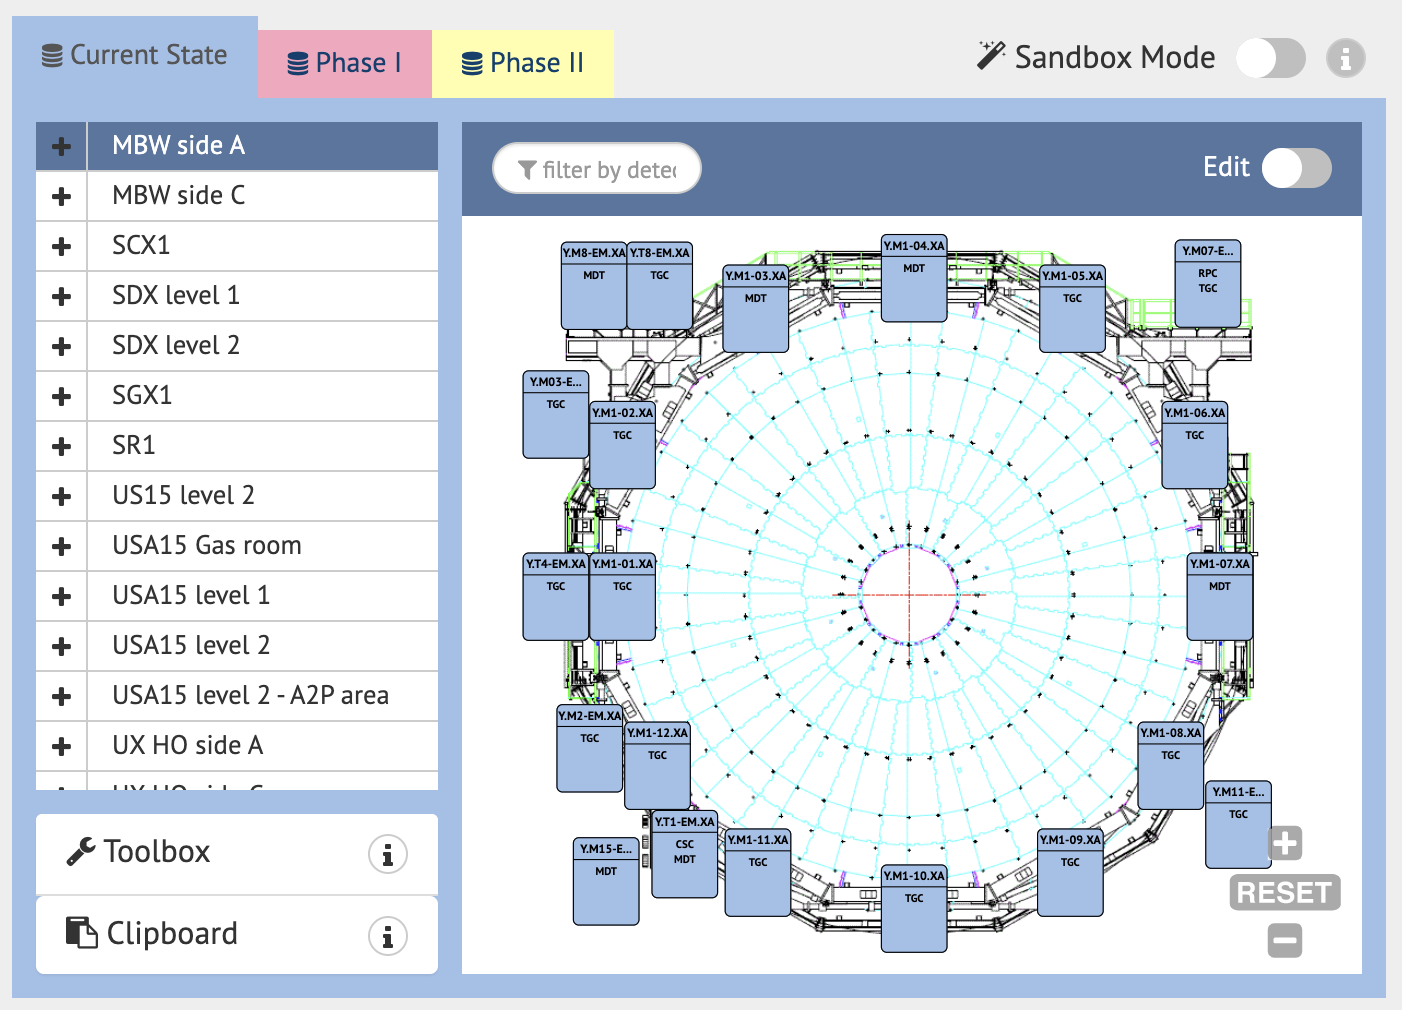 Current State
Phase I
Phase II
Sandbox Mode
MBW side A
MBW side C
SCX1
SDX level 1
SDX level 2
SGX1
SR1
US15 level 2
USA15 Gas room
USA15 level 1
USA15 level 2
USA15 level 2 - A2P area
UX HO side A
UX HO side C
Toolbox
Clipboard
filter by detec
Edit
Y.M8-EM.XA
MDT
Y.T8-EM.XA
TGC
Y.M1-03.XA
MDT
Y.M1-04.XA
MDT
Y.M1-05.XA
TGC
Y.M07-E...
RPC
TGC
Y.M03-E...
TGC
Y.M1-02.XA
TGC
Y.M1-06.XA
TGC
Y.T4-EM.XA
TGC
Y.M1-01.XA
TGC
Y.M1-07.XA
MDT
Y.M2-EM.XA
TGC
Y.M1-12.XA
TGC
Y.M1-08.XA
TGC
Y.M11-E...
TGC
Y.M15-E...
MDT
Y.T1-EM.XA
CSC
MDT
Y.M1-11.XA
TGC
Y.M1-10.XA
TGC
Y.M1-09.XA
TGC
RESET